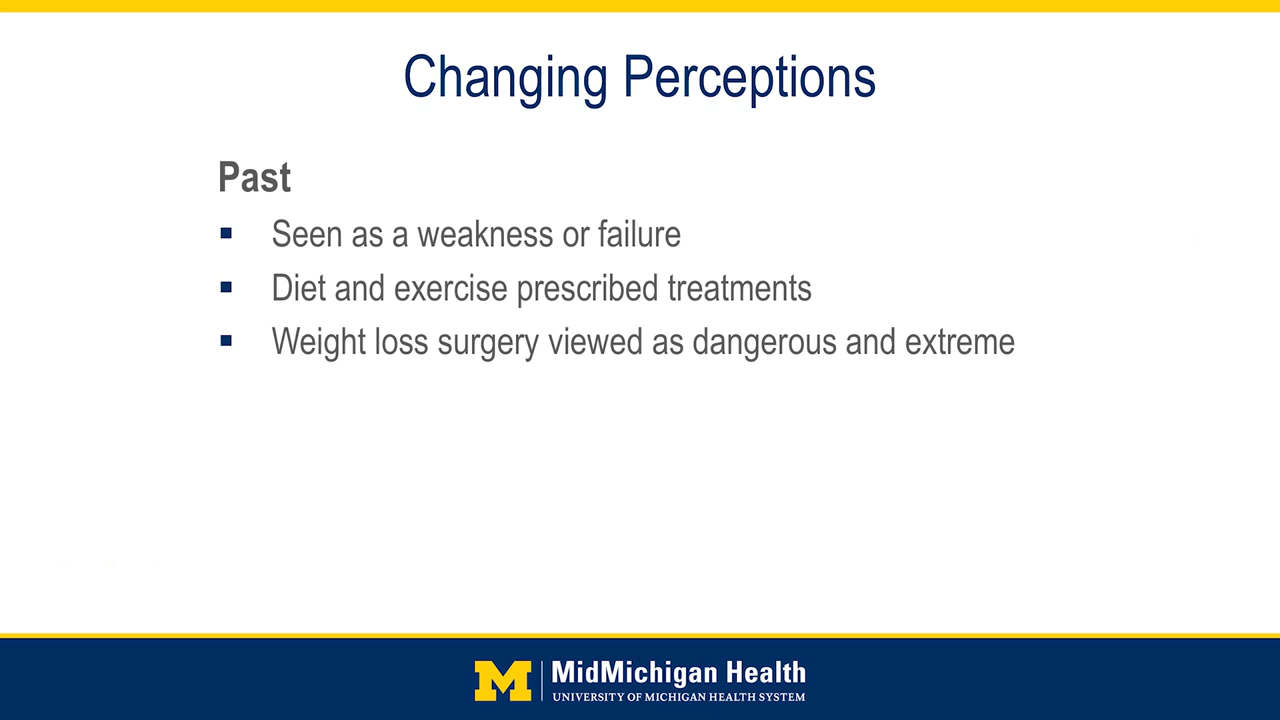 Changing Perceptions
Past
▪ Seen as a weakness or failure
▪ Diet and exercise prescribed treatments
▪ Weight loss surgery viewed as dangerous and extreme
M MidMichigan Health
UNIVERSITY OF MICHIGAN HEALTH SYSTEM